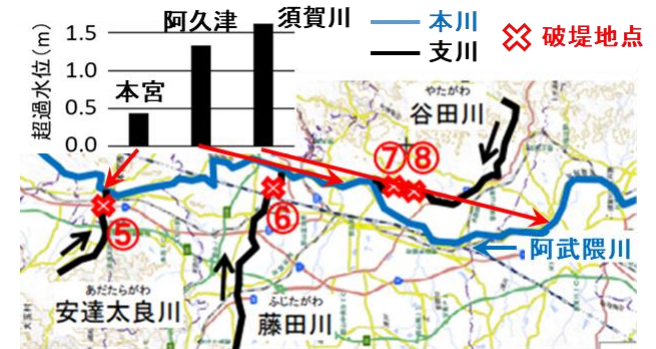 超過水位(m)
1.5
1.0
0.5
0.0
本宮
阿久津
須賀川
本川
支川
破堤地点
やたがわ
谷田川
⑦⑧
⑤
⑥
阿武隈川
あだたらがわ
安達太良川
ふじたがわ
藤田川